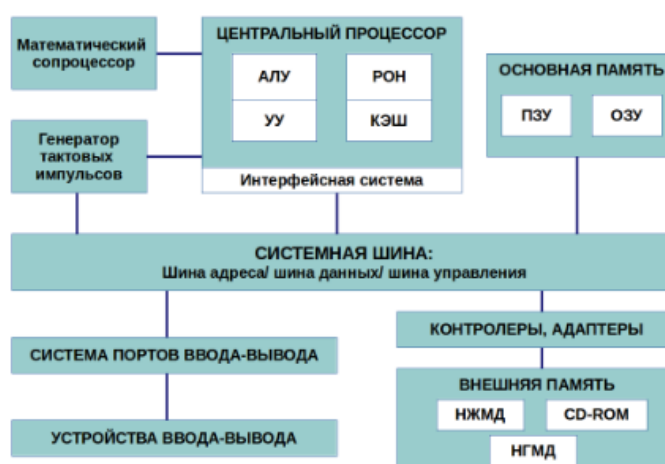 Математический
сопроцессор
ЦЕНТРАЛЬНЫЙ ПРОЦЕССОР
АЛУ
РОН
УУ
КЭШ
Интерфейсная система
ОСНОВНАЯ ПАМЯТЬ
ПЗУ
ОЗУ
Генератор
тактовых
импульсов
СИСТЕМНАЯ ШИНА:
Шина адреса/ шина данных/ шина управления
СИСТЕМА ПОРТОВ ВВОДА-ВЫВОДА
КОНТРОЛЕРЫ, АДАПТЕРЫ
УСТРОЙСТВА ВВОДА-ВЫВОДА
ВНЕШНЯЯ ПАМЯТЬ
НЖМД
CD-ROM
НГМД